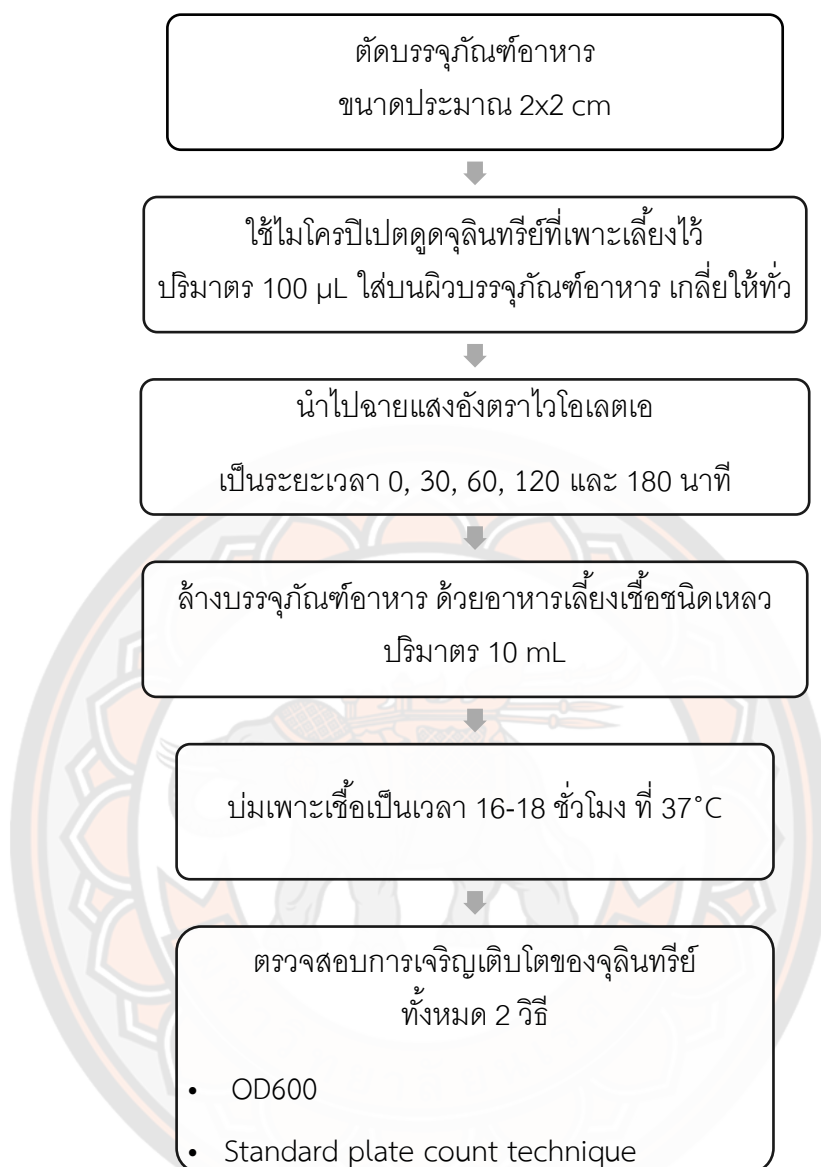 ตัดบรรจุภัณฑ์อาหาร
ขนาดประมาณ 2x2 cm
ใช้ไมโครปิเปตดูดจุลินทรีย์ที่เพาะเลี้ยงไว้
ปริมาตร 100 µL ใส่บนผิวบรรจุภัณฑ์อาหาร เกลี่ยให้ทั่ว
นำไปฉายแสงอังตราไวโอเลตเอ
เป็นระยะเวลา 0, 30, 60, 120 และ 180 นาที
ล้างบรรจุภัณฑ์อาหาร ด้วยอาหารเลี้ยงเชื้อชนิดเหลว
ปริมาตร 10 mL
บ่มเพาะเชื้อเป็นเวลา 16-18 ชั่วโมง ที่ 37˚C
ตรวจสอบการเจริญเติบโตของจุลินทรีย์
ทั้งหมด 2 วิธี
• OD600
• Standard plate count technique